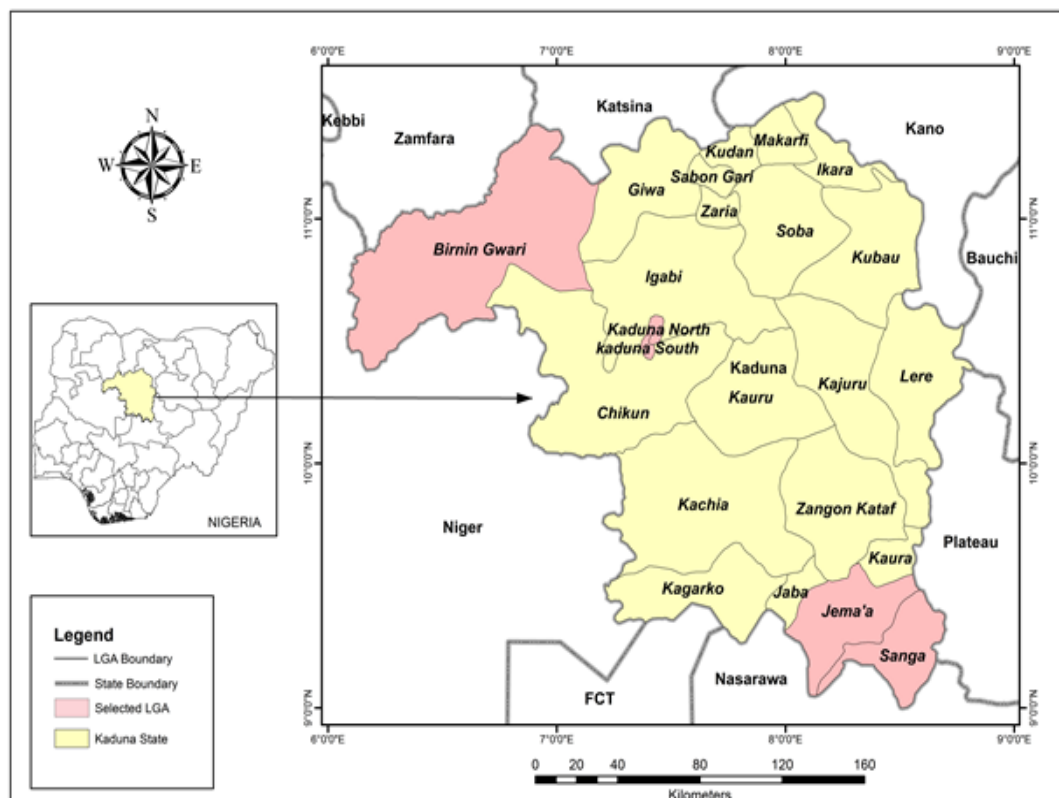 6°0'0"E 7°0'0"E 8°0'0"E 9°0'0"E
N
W E
S
Kebbi
Zamfara
Katsina
Kano
Bauchi
Makarfi
Kudan
Ikara
Sabon Gari
Giwa
Zaria
11°0'0"N
11°0'0"N
Soba
Birnin Gwari
Kubau
Igabi
Kaduna North
kaduna South
Kaduna
Kauru
Kajuru
Lere
Chikun
10°0'0"N
10°0'0"N
Kachia
Zangon Kataf
Niger
Plateau
Kaura
Kagarko
Jaba
Jema'a
Sanga
Nasarawa
FCT
9°0'0"N
9°0'0"N
6°0'0"E 7°0'0"E 8°0'0"E 9°0'0"E
NIGERIA
Legend
LGA Boundary
State Boundary
Selected LGA
Kaduna State
0 20 40 80 120 160
Kilometers